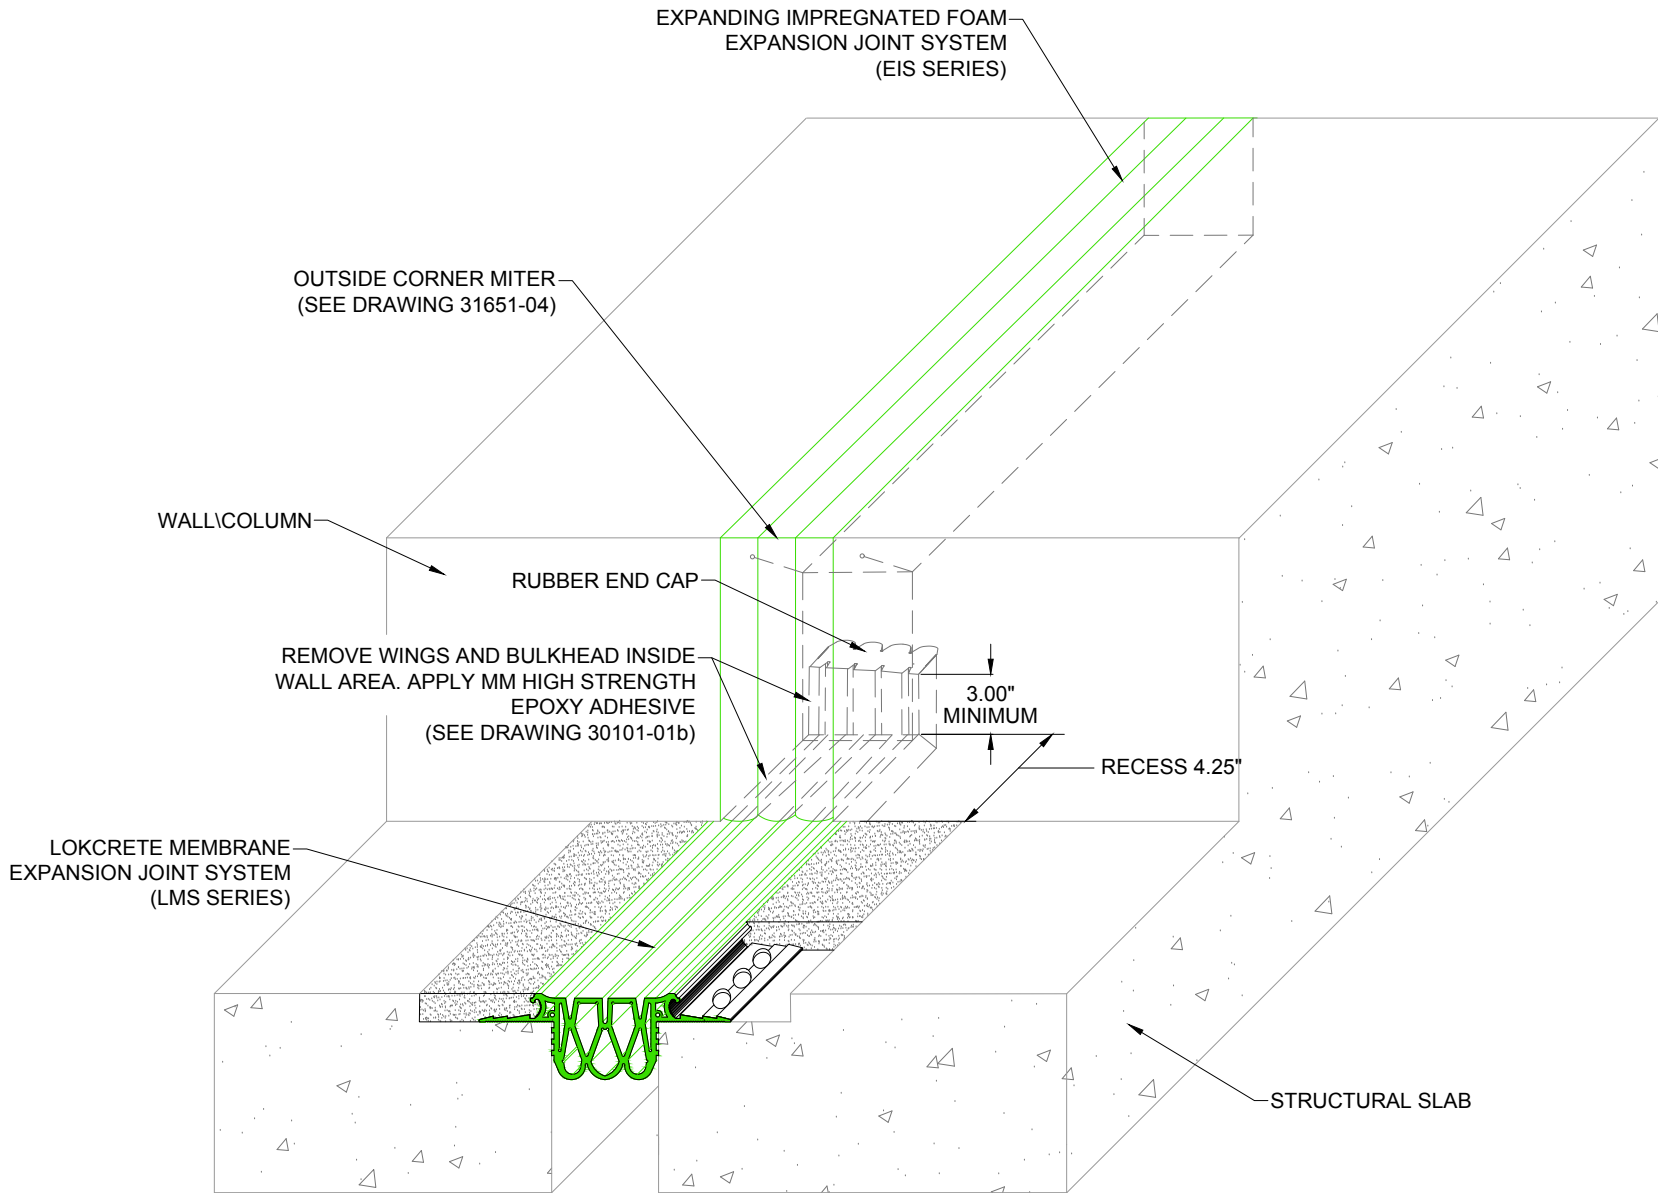 EXPANDING IMPREGNATED FOAM
EXPANSION JOINT SYSTEM
(EIS SERIES)
OUTSIDE CORNER MITER
(SEE DRAWING 31651-04)
WALL\COLUMN
RUBBER END CAP
REMOVE WINGS AND BULKHEAD INSIDE
WALL AREA. APPLY MM HIGH STRENGTH
EPOXY ADHESIVE
(SEE DRAWING 30101-01b)
3.00"
MINIMUM
RECESS 4.25"
LOKCRETE MEMBRANE
EXPANSION JOINT SYSTEM
(LMS SERIES)
STRUCTURAL SLAB